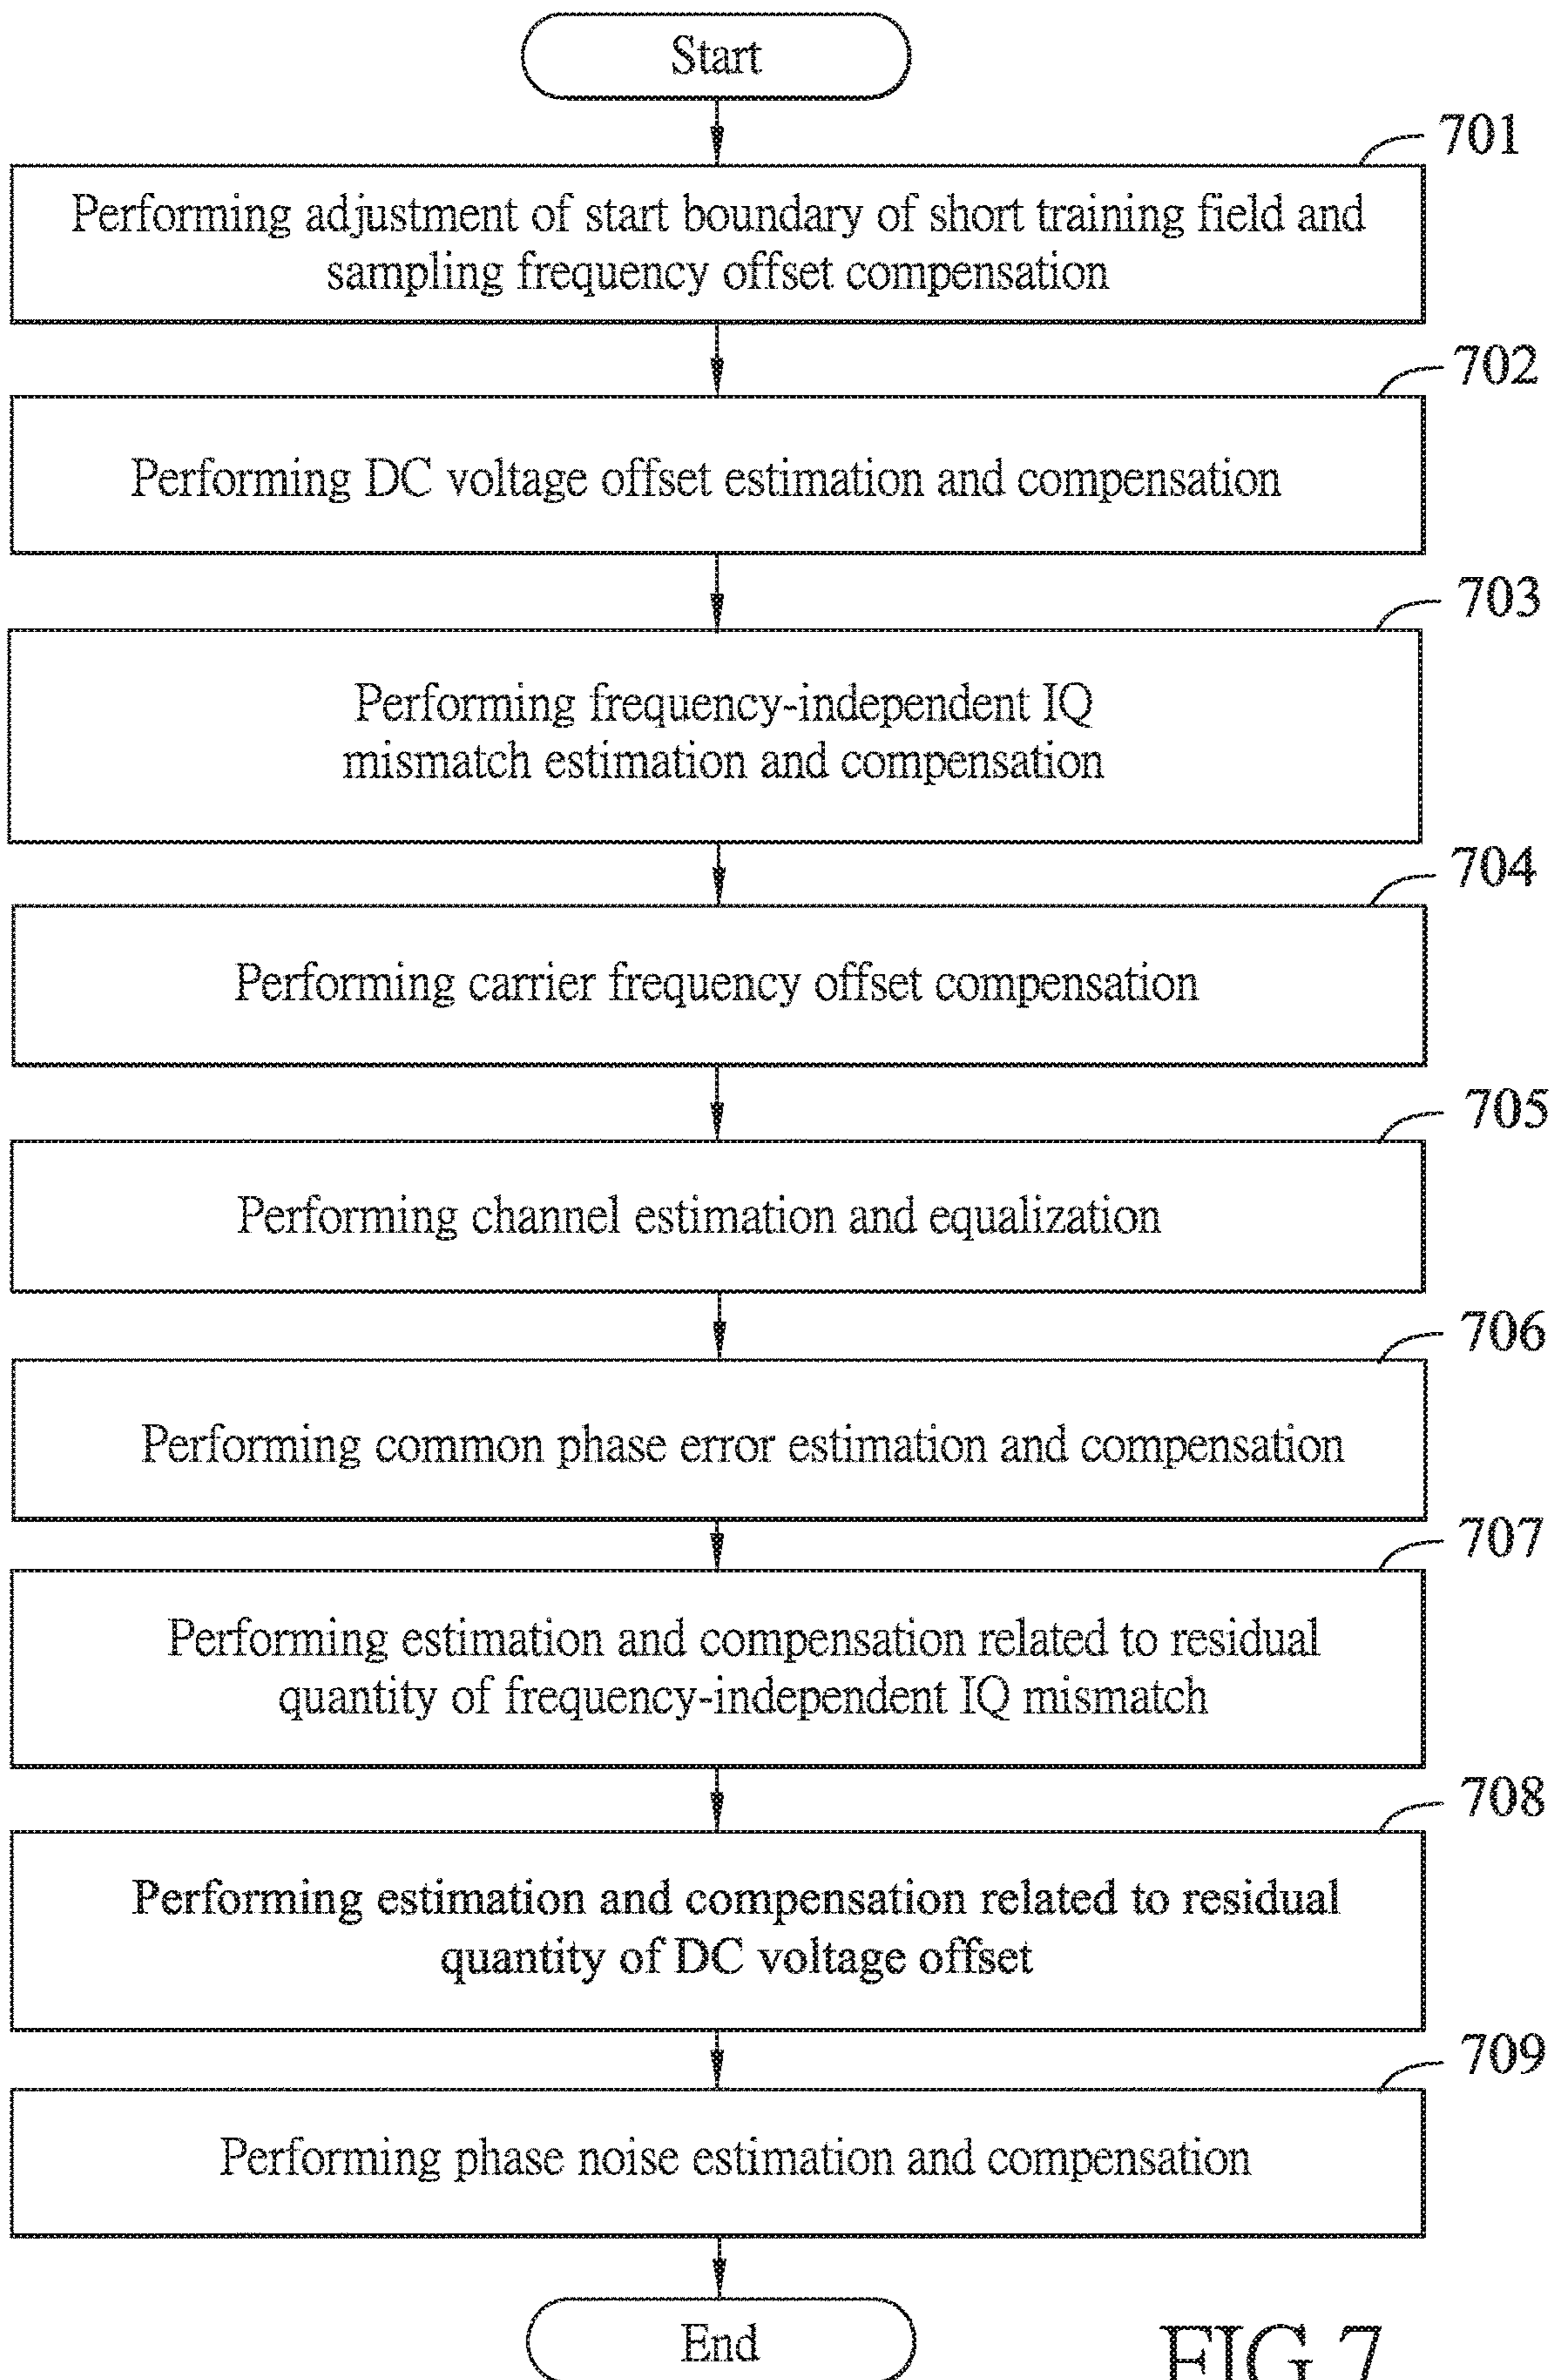 Start
701
Performing adjustment of start boundary of short training field and
sampling frequency offset compensation
702
Performing DC voltage offset estimation and compensation
703
Performing frequency-independent IQ
mismatch estimation and compensation
704
Performing carrier frequency offset compensation
705
Performing channel estimation and equalization
706
Performing common phase error estimation and compensation
707
Performing estimation and compensation related to residual
quantity of frequency-independent IQ mismatch
708
Performing estimation and compensation related to residual
quantity of DC voltage offset
709
Performing phase noise estimation and compensation
End
FIG.7